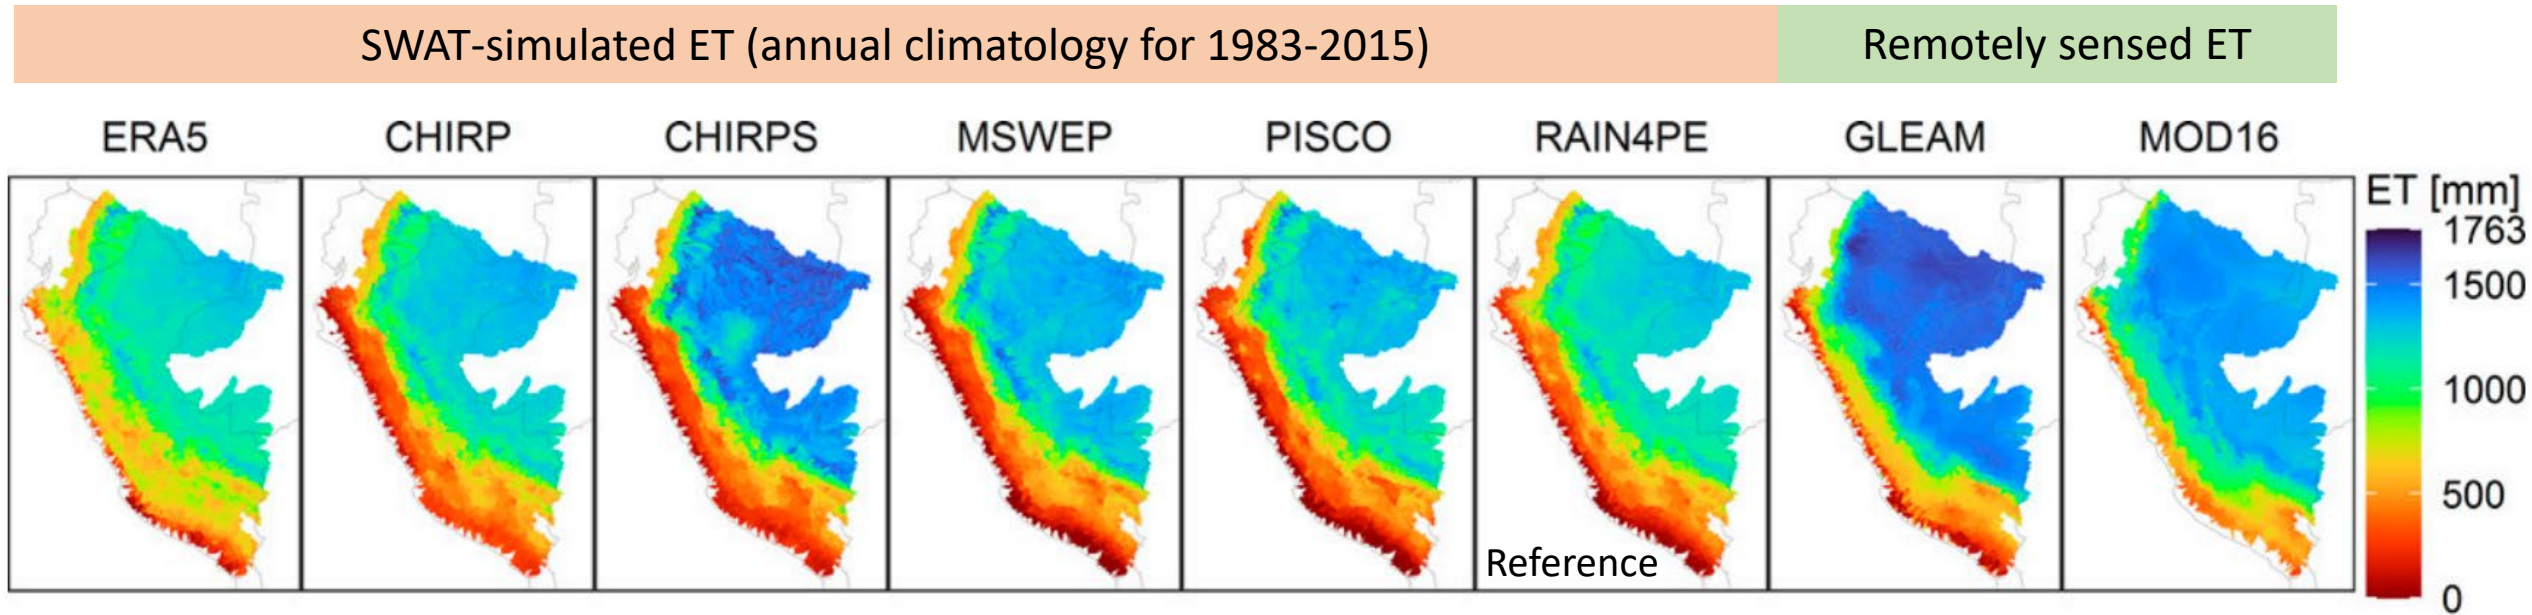 SWAT-simulated ET (annual climatology for 1983-2015)
Remotely sensed ET
ERA5
CHIRP
CHIRPS
MSWEP
PISCO
RAIN4PE
GLEAM
MOD16
ET [mm]
1763
1500
1000
500
0
Reference